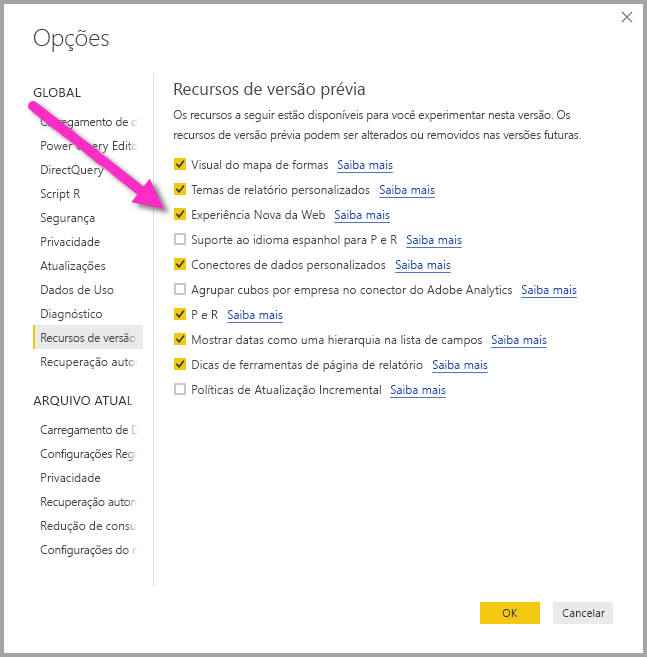 Opções
GLOBAL
Carregamento de d
Power Query Edito
DirectQuery
Script R
Segurança
Privacidade
Atualizações
Dados de Uso
Diagnóstico
Recursos de versão
Recuperação auto
ARQUIVO ATUAL
Carregamento de D
Configurações Regi
Privacidade
Recuperação autom
Redução de consu
Configurações do r
Recursos de versão prévia
Os recursos a seguir estão disponíveis para você experimentar nesta versão. Os
recursos de versão prévia podem ser alterados ou removidos nas versões futuras.
Visual do mapa de formas Saiba mais
Temas de relatório personalizados Saiba mais
Experiência Nova da Web Saiba mais
Suporte ao idioma espanhol para P e R Saiba mais
Conectores de dados personalizados Saiba mais
Agrupar cubos por empresa no conector do Adobe Analytics Saiba mais
P e R Saiba mais
Mostrar datas como uma hierarquia na lista de campos Saiba mais
Dicas de ferramentas de página de relatório Saiba mais
Políticas de Atualização Incremental Saiba mais
OK Cancelar